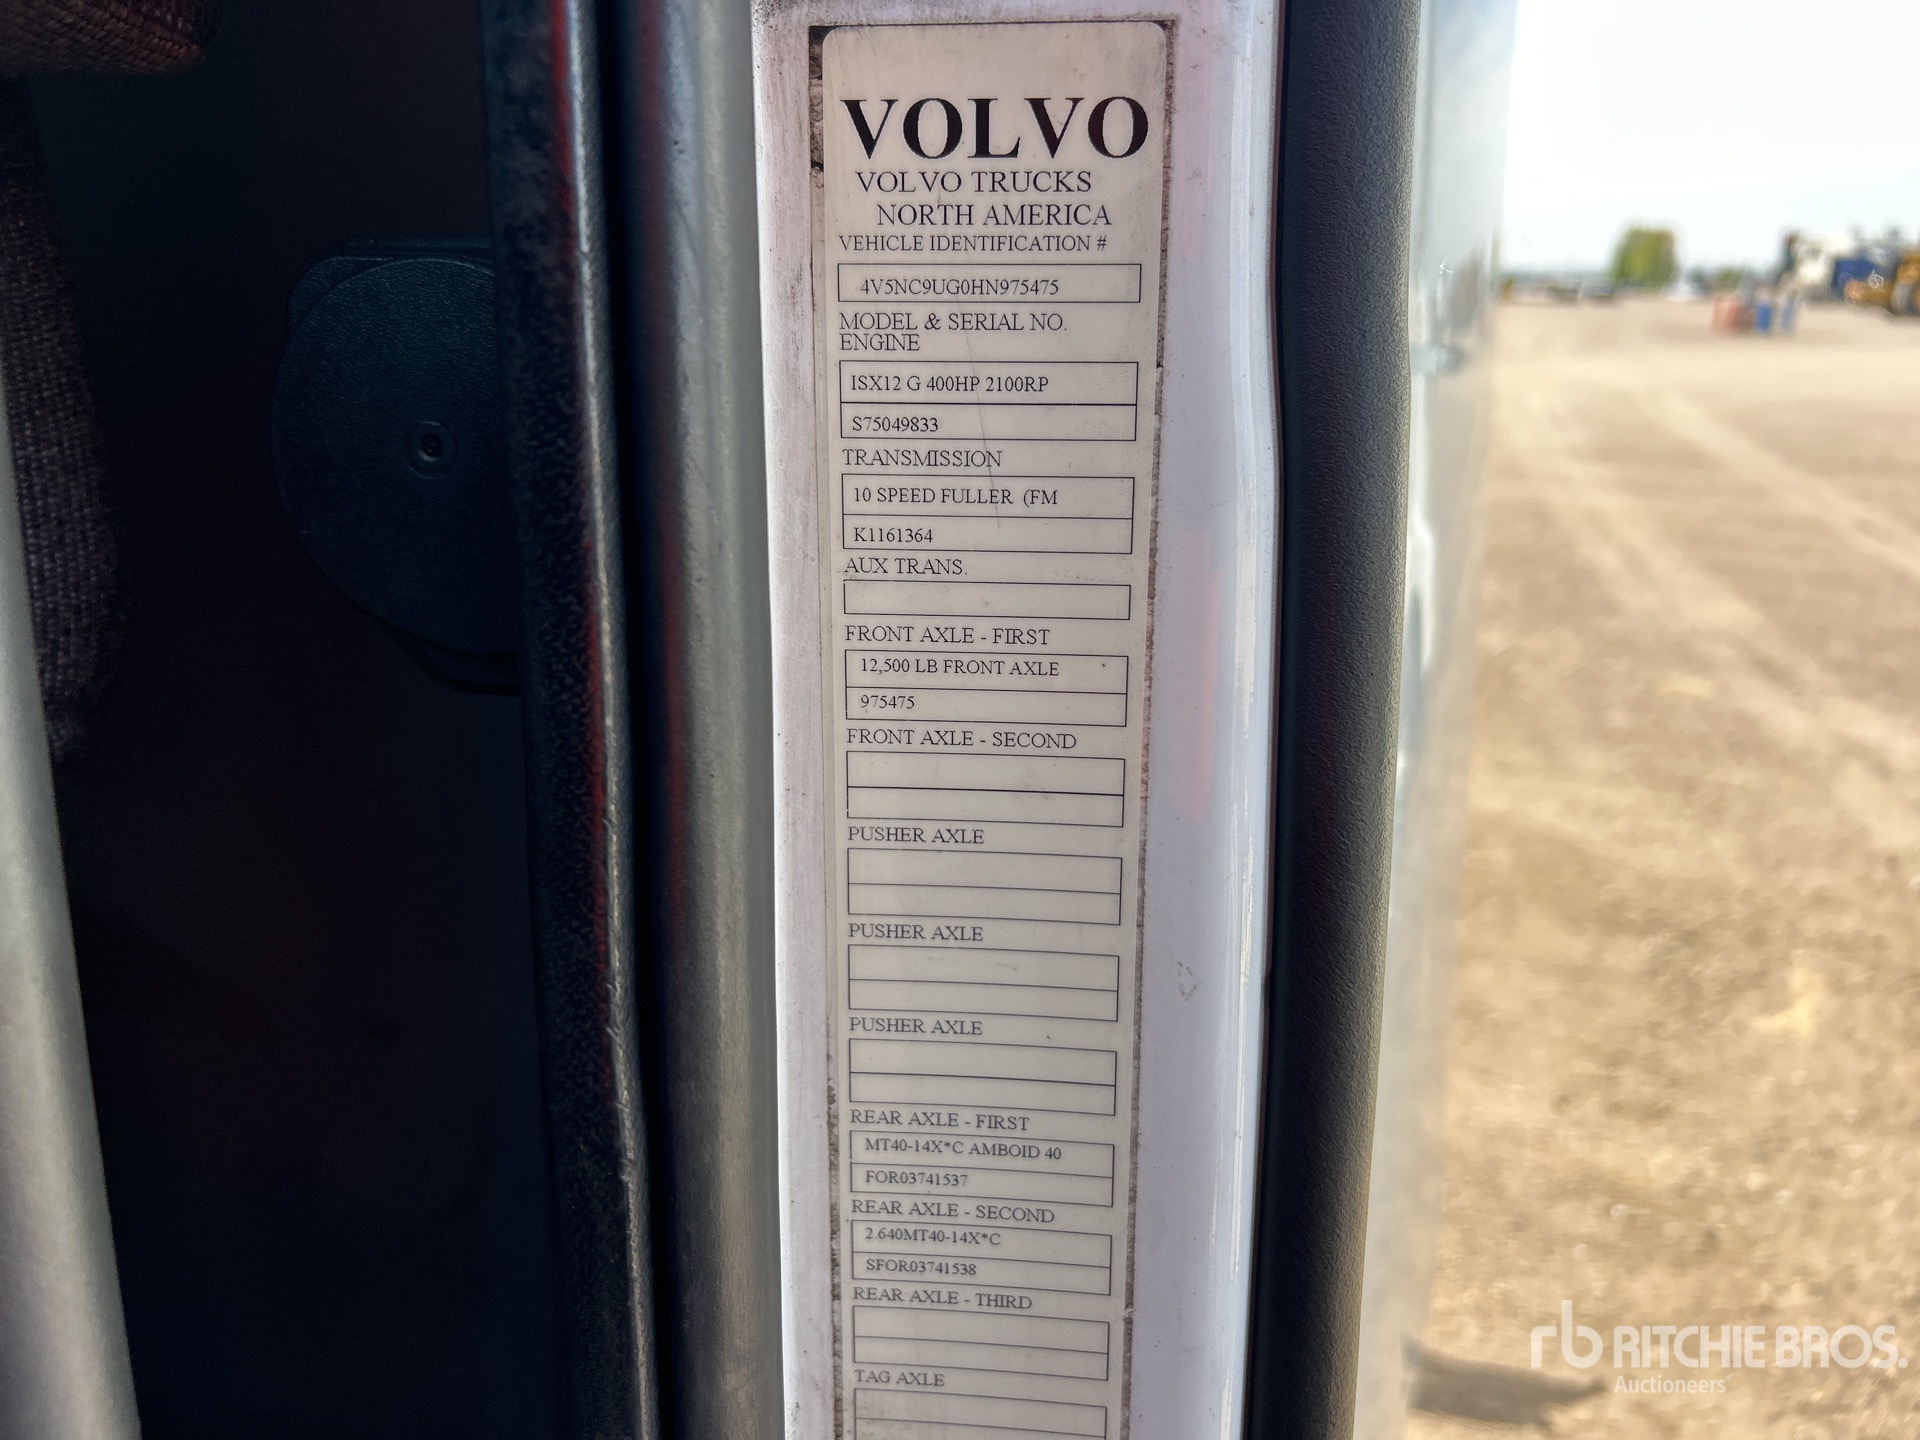 VOLVO
VOLVO TRUCKS
NORTH AMERICA
VEHICLE IDENTIFICATION #
4V5NC9UG0HN975475
MODEL & SERIAL NO.
ENGINE
ISX12 G 400HP 2100RP
S75049833
TRANSMISSION
10 SPEED FULLER (FM
K1161364
AUX TRANS.
FRONT AXLE - FIRST
12,500 LB FRONT AXLE
975475
FRONT AXLE - SECOND
PUSHER AXLE
PUSHER AXLE
PUSHER AXLE
REAR AXLE - FIRST
MT40-14X*C AMBOID 40
FOR03741537
REAR AXLE - SECOND
2.640MT40-14X*C
SFOR03741538
REAR AXLE - THIRD
TAG AXLE
rb RITCHIE BROS.
Auctioneers